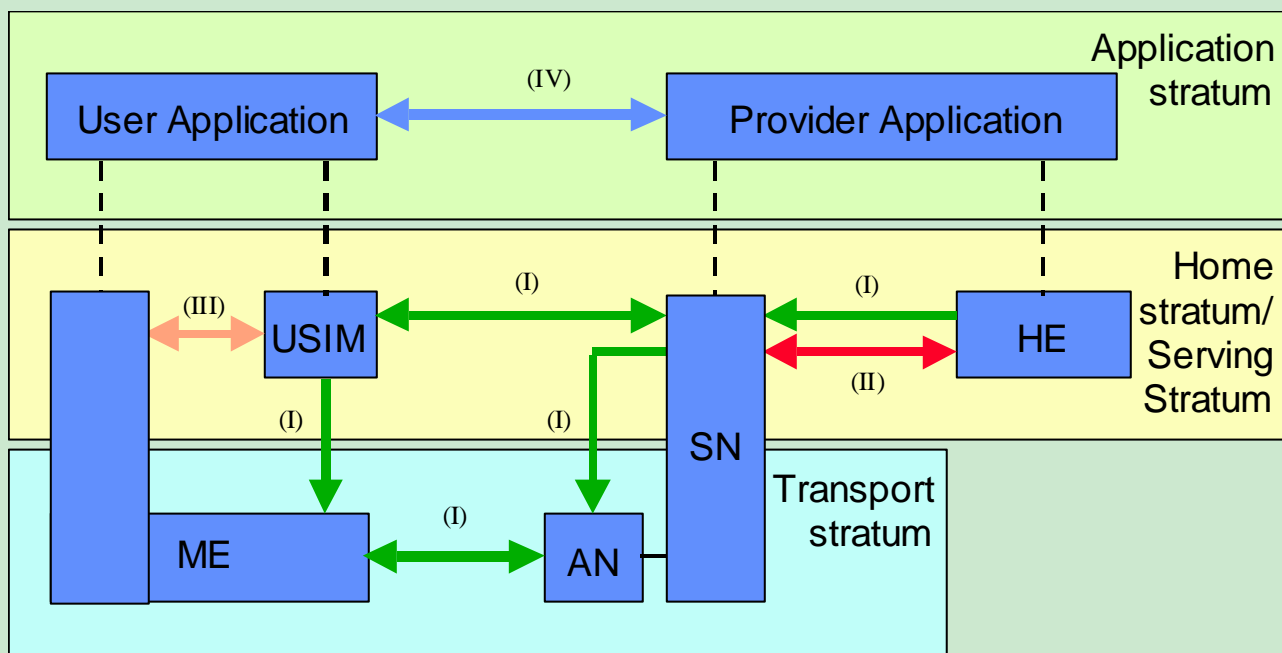 Application
stratum
(IV)
User Application
Provider Application
Home
stratum/
Serving
Stratum
(I)
(I)
(III)
USIM
HE
(II)
(I)
(I)
SN
Transport
stratum
(I)
ME
AN